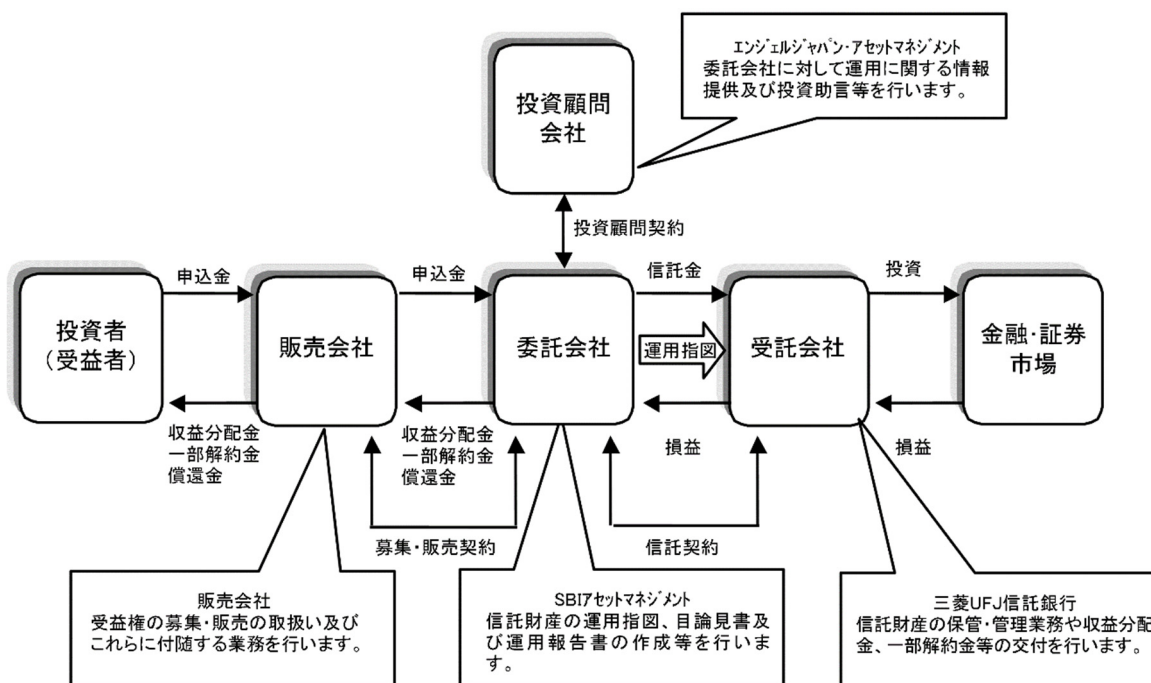 エンジェルジャパン・アセットマネジメント
委託会社に対して運用に関する情報
提供及び投資助言等を行います。
投資顧問
会社
投資顧問契約
申込金
申込金
信託金
投資
投資者
（受益者）
販売会社
委託会社
運用指図
受託会社
金融・証券
市場
収益分配金
一部解約金
償還金
収益分配金
一部解約金
償還金
損益
損益
募集・販売契約
信託契約
販売会社
受益権の募集・販売の取扱い及び
これらに付随する業務を行います。
SBIアセットマネジメント
信託財産の運用指図、目論見書及
び運用報告書の作成等を行いま
す。
三菱UFJ信託銀行
信託財産の保管・管理業務や収益分配
金、一部解約金等の交付を行います。